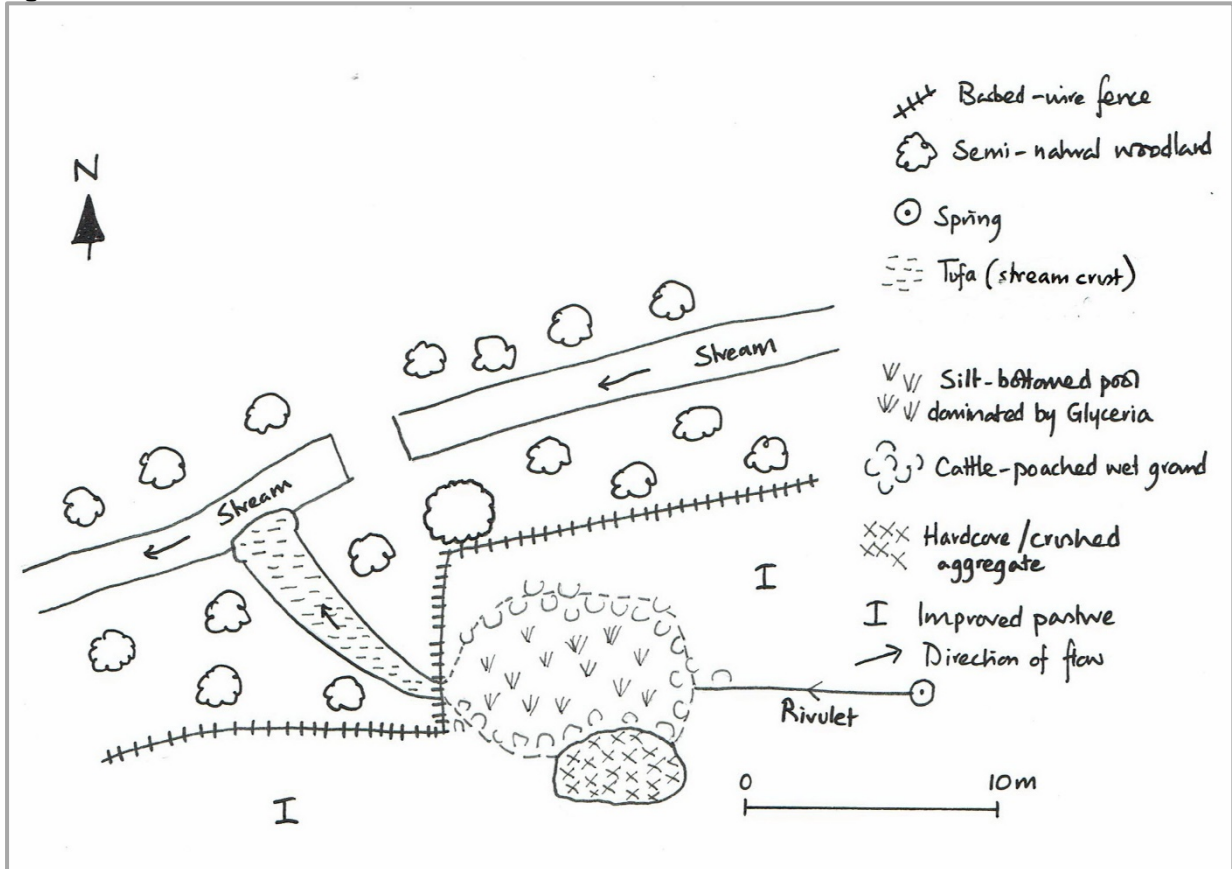 N
Barbed-wire fence
Semi-natural woodland
Spring
Tufa (stream crust)
Stream
Silt-bottomed pool
dominated by Glyceria
Cattle-poached wet ground
Stream
Hardcore/crushed
aggregate
I
I Improved pasture
Direction of flow
Rivulet
0 10m
I